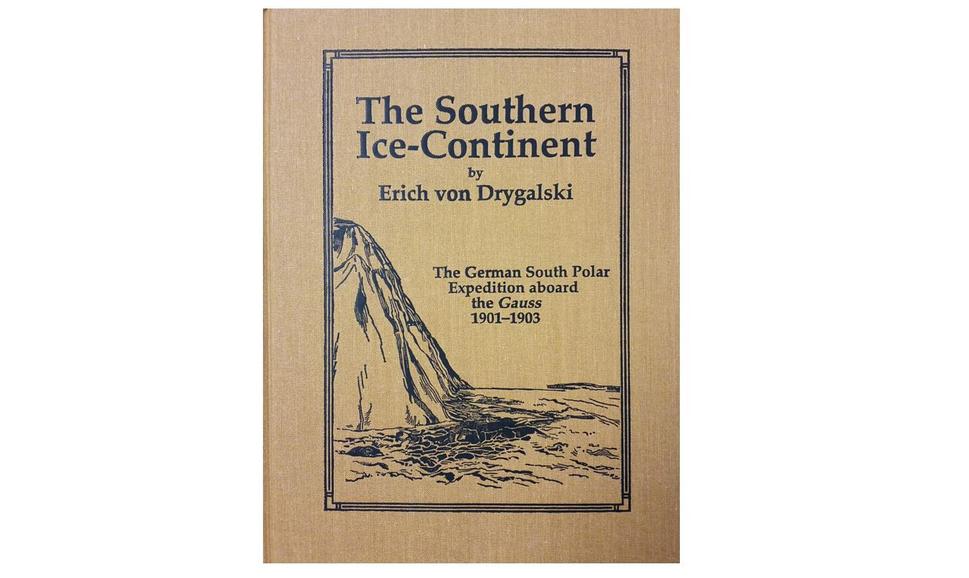 The Southern
Ice-Continent
by
Erich von Drygalski
The German South Polar
Expedition aboard
the Gauss
1901–1903